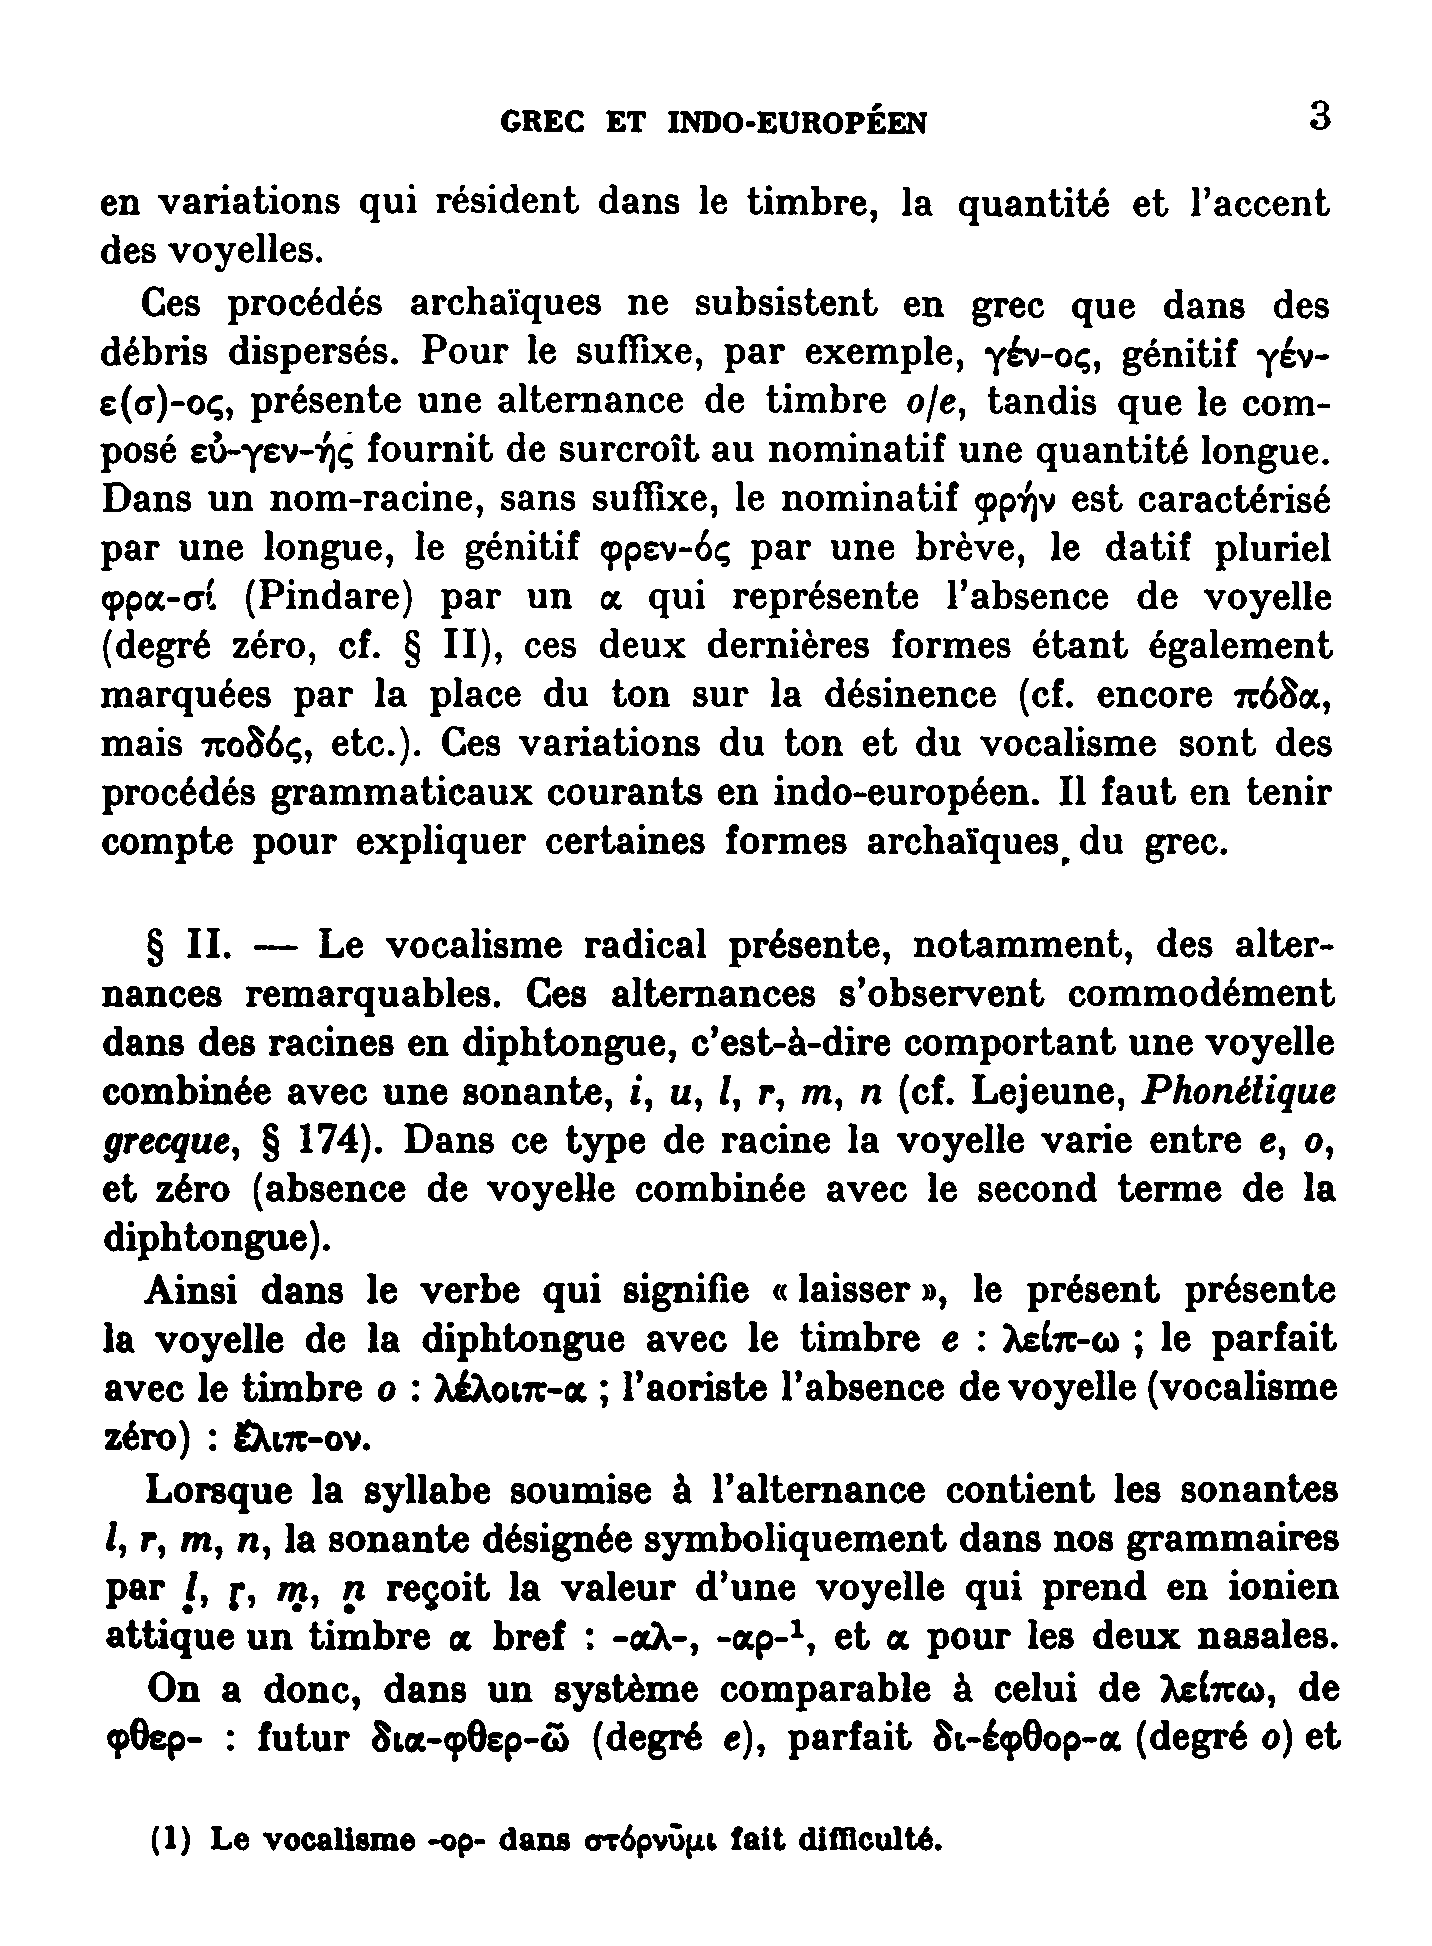 GREC ET INDO-EUROPÉEN 3
en variations qui résident dans le timbre, la quantité et l'accent
des voyelles.
Ces procédés archaïques ne subsistent en grec que dans des
débris dispersés. Pour le suffixe, par exemple, γέν-ος, génitif γέν-
ε(σ)-ος, présente une alternance de timbre o/e, tandis que le com-
posé εὐ-γεν-ής fournit de surcroît au nominatif une quantité longue.
Dans un nom-racine, sans suffixe, le nominatif φρήν est caractérisé
par une longue, le génitif φρεν-ός par une brève, le datif pluriel
φρα-σί (Pindare) par un α qui représente l'absence de voyelle
(degré zéro, cf. § II), ces deux dernières formes étant également
marquées par la place du ton sur la désinence (cf. encore πόδα,
mais ποδός, etc.). Ces variations du ton et du vocalisme sont des
procédés grammaticaux courants en indo-européen. Il faut en tenir
compte pour expliquer certaines formes archaïques du grec.
§ II. — Le vocalisme radical présente, notamment, des alter-
nances remarquables. Ces alternances s'observent commodément
dans des racines en diphtongue, c'est-à-dire comportant une voyelle
combinée avec une sonante, i, u, l, r, m, n (cf. Lejeune, Phonétique
grecque, § 174). Dans ce type de racine la voyelle varie entre e, o,
et zéro (absence de voyelle combinée avec le second terme de la
diphtongue).
Ainsi dans le verbe qui signifie « laisser », le présent présente
la voyelle de la diphtongue avec le timbre e : λείπ-ω ; le parfait
avec le timbre o : λέλοιπ-α ; l'aoriste l'absence de voyelle (vocalisme
zéro) : ἔλιπ-ον.
Lorsque la syllabe soumise à l'alternance contient les sonantes
l, r, m, n, la sonante désignée symboliquement dans nos grammaires
par ḷ, ṛ, ṃ, ṇ reçoit la valeur d'une voyelle qui prend en ionien
attique un timbre α bref : -αλ-, -αρ-¹, et α pour les deux nasales.
On a donc, dans un système comparable à celui de λείπω, de
φθερ- : futur δια-φθερ-ῶ (degré e), parfait δι-έφθορ-α (degré o) et
(1) Le vocalisme -ορ- dans στόρνῡμι fait difficulté.